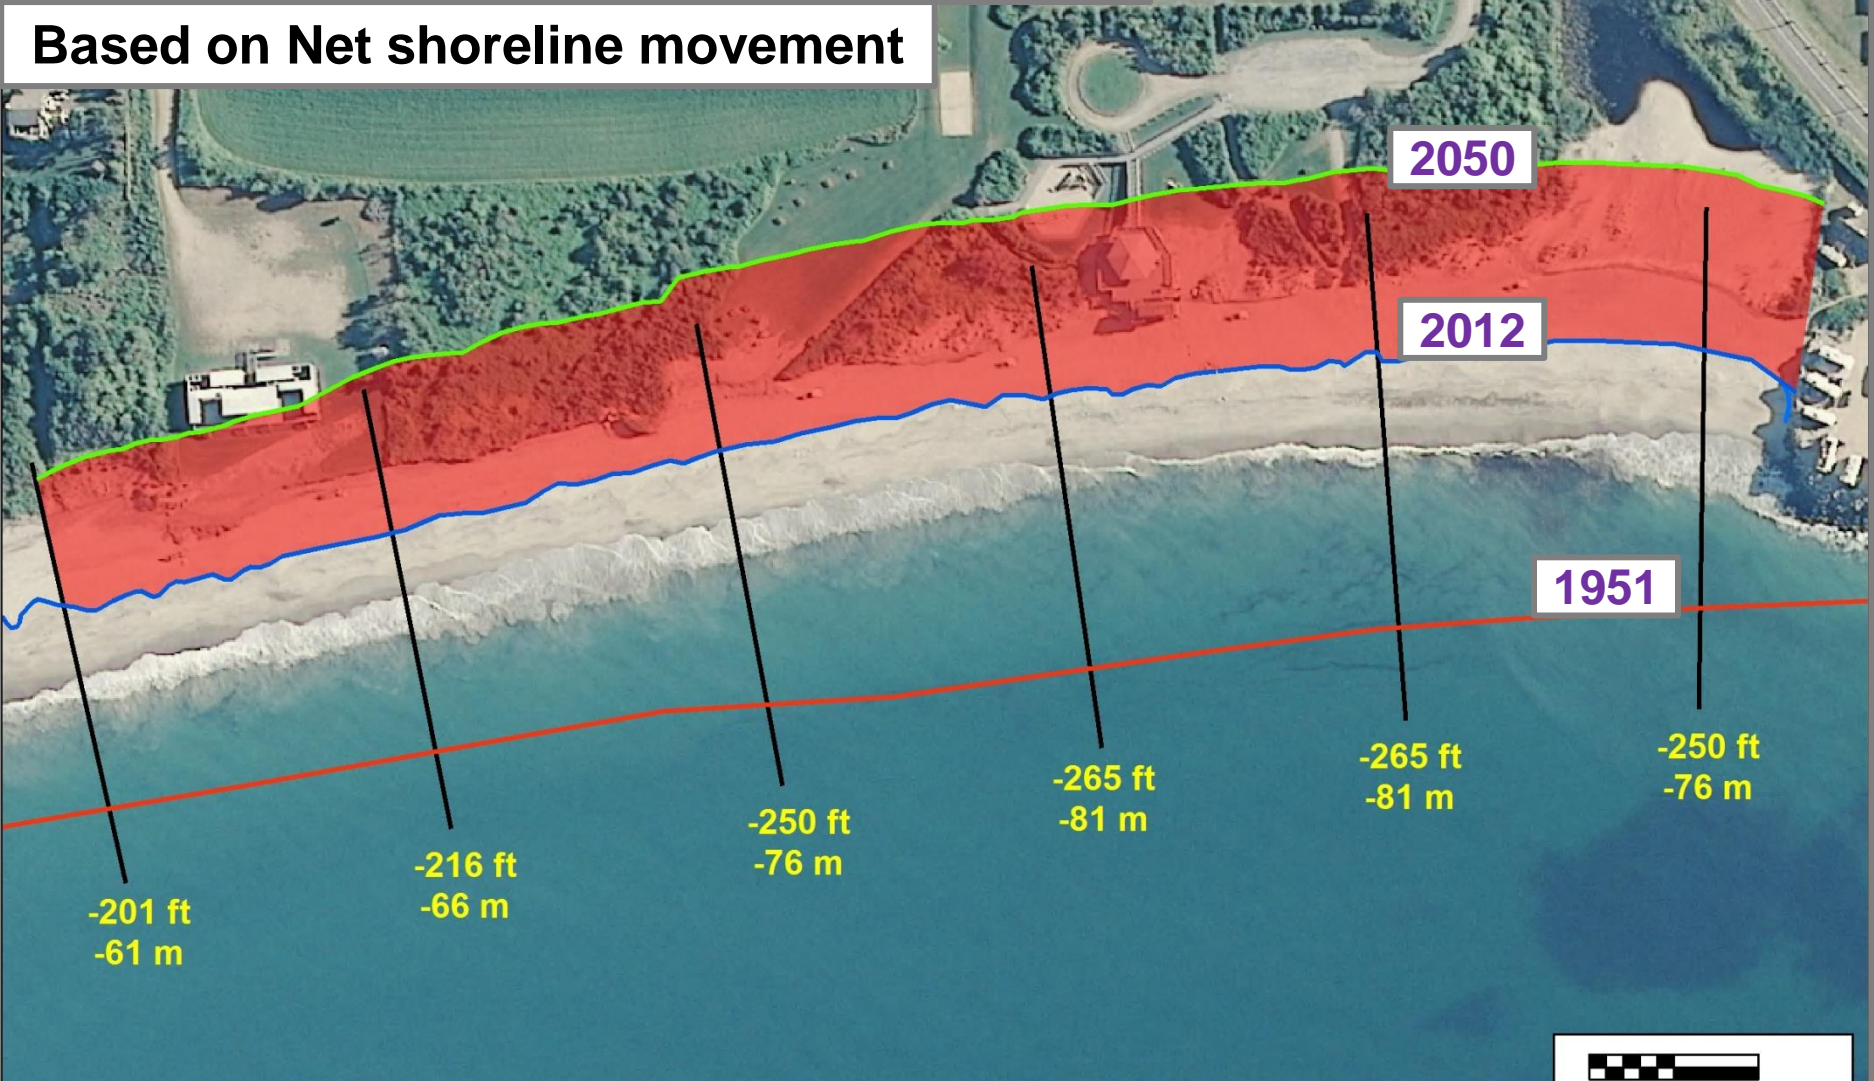 Based on Net shoreline movement
2050
2012
1951
-201 ft
-61 m
-216 ft
-66 m
-250 ft
-76 m
-265 ft
-81 m
-265 ft
-81 m
-250 ft
-76 m